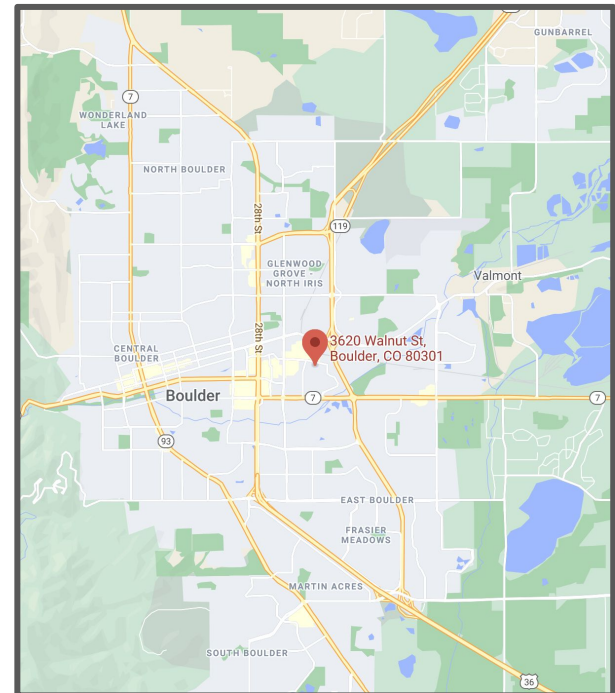 GUNBARREL
7
WONDERLAND
LAKE
NORTH BOULDER
28th St
119
GLENWOOD
GROVE -
NORTH IRIS
Valmont
3620 Walnut St,
Boulder, CO 80301
28th St
CENTRAL
BOULDER
Boulder
7
7
93
EAST BOULDER
FRASIER
MEADOWS
MARTIN ACRES
SOUTH BOULDER
36